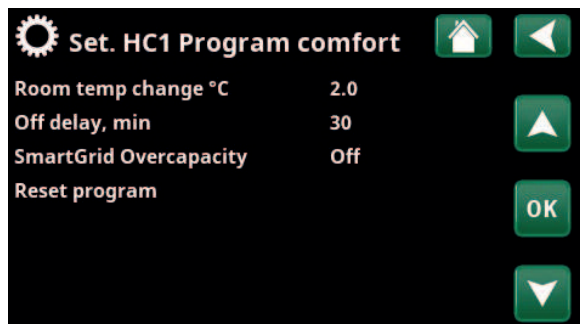 Set. HC1 Program comfort
Room temp change °C 2.0
Off delay, min 30
SmartGrid Overcapacity Off
Reset program
OK